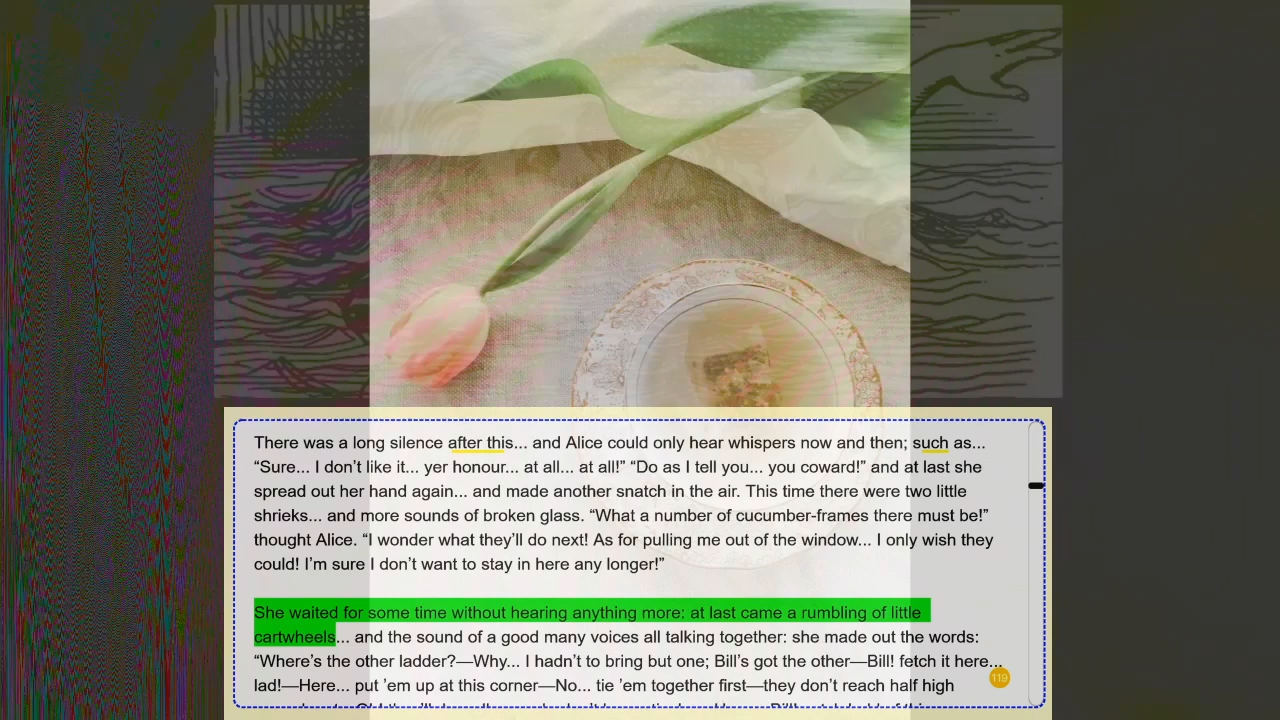 There was a long silence after this... and Alice could only hear whispers now and then; such as...
“Sure... I don’t like it... yer honour... at all... at all!” “Do as I tell you... you coward!” and at last she
spread out her hand again... and made another snatch in the air. This time there were two little
shrieks... and more sounds of broken glass. “What a number of cucumber-frames there must be!”
thought Alice. “I wonder what they’ll do next! As for pulling me out of the window... I only wish they
could! I’m sure I don’t want to stay in here any longer!”
She waited for some time without hearing anything more: at last came a rumbling of little
cartwheels... and the sound of a good many voices all talking together: she made out the words:
“Where’s the other ladder?—Why... I hadn’t to bring but one; Bill’s got the other—Bill! fetch it here...
lad!—Here... put ’em up at this corner—No... tie ’em together first—they don’t reach half high
119